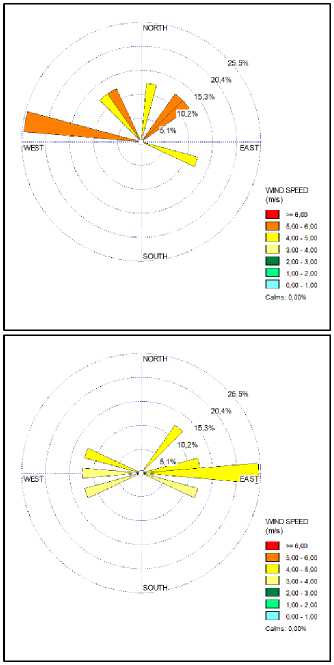 NORTH
25,5%
20,4%
15,3%
10,2%
5,1%
WEST
EAST
SOUTH
WIND SPEED
(m/s)
>= 6,00
5,00 - 6,00
4,00 - 5,00
3,00 - 4,00
2,00 - 3,00
1,00 - 2,00
0,00 - 1,00
Calms: 0,00%
NORTH
25,5%
20,4%
15,3%
10,2%
5,1%
WEST
EAST
SOUTH
WIND SPEED
(m/s)
>= 6,00
5,00 - 6,00
4,00 - 5,00
3,00 - 4,00
2,00 - 3,00
1,00 - 2,00
0,00 - 1,00
Calms: 0,00%